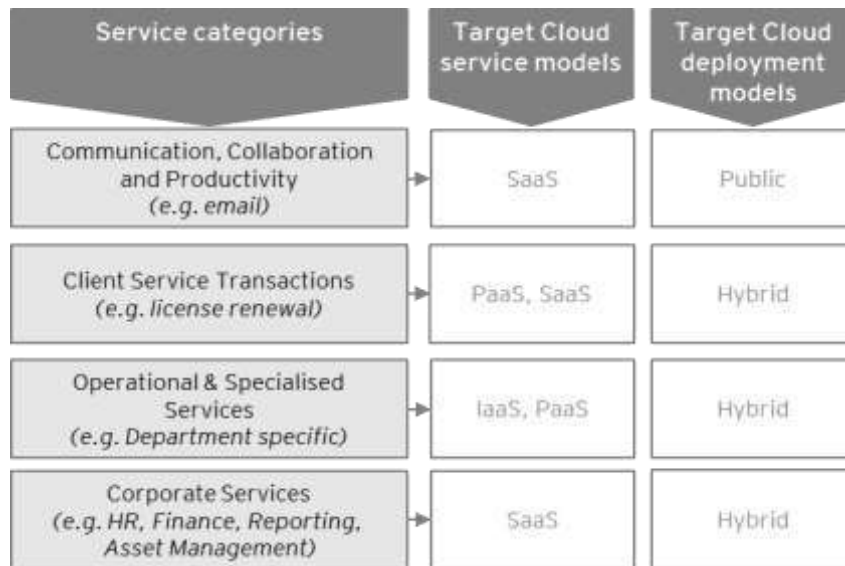 Service categories
Target Cloud
service models
Target Cloud
deployment
models
Communication, Collaboration
and Productivity
(e.g. email)
SaaS
Public
Client Service Transactions
(e.g. license renewal)
PaaS, SaaS
Hybrid
Operational & Specialised
Services
(e.g. Department specific)
IaaS, PaaS
Hybrid
Corporate Services
(e.g. HR, Finance, Reporting,
Asset Management)
SaaS
Hybrid